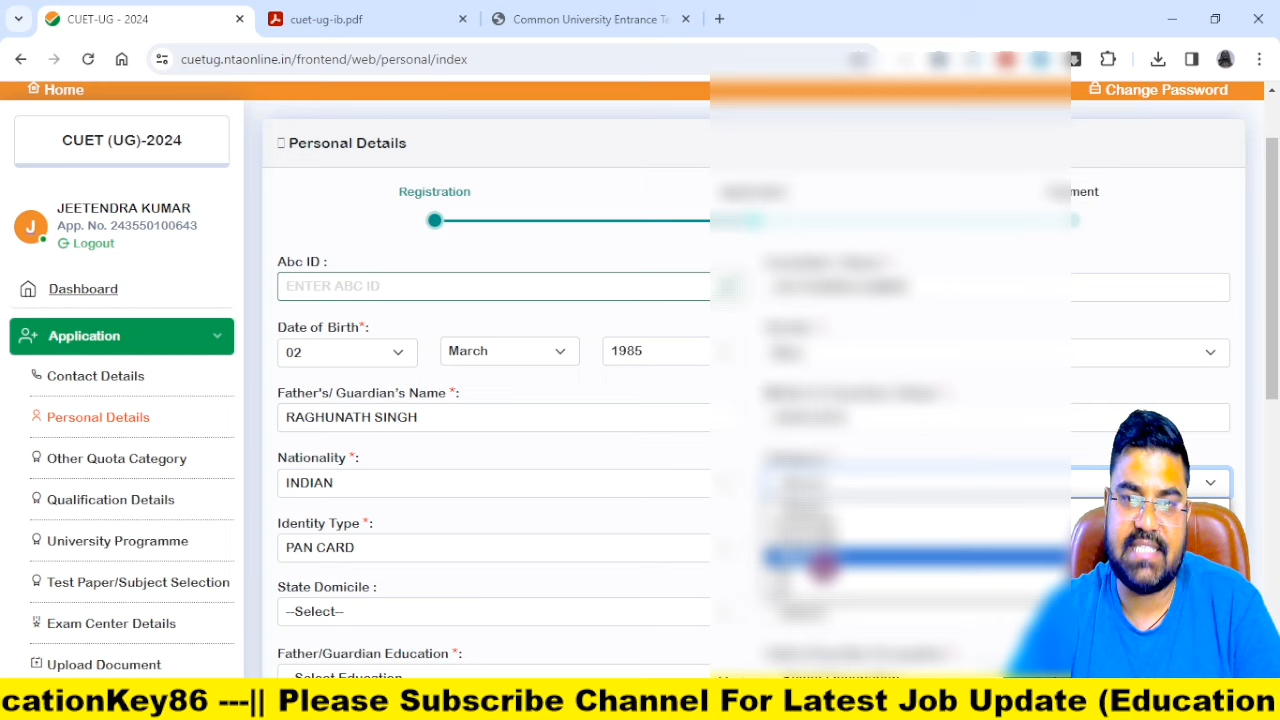 CUET-UG - 2024
cuet-ug-ib.pdf
Common University Entrance Te
cuetug.ntaonline.in/frontend/web/personal/index
Home
Change Password
CUET (UG)-2024
JEETENDRA KUMAR
App. No. 243550100643
Logout
Dashboard
Application
Contact Details
Personal Details
Other Quota Category
Qualification Details
University Programme
Test Paper/Subject Selection
Exam Center Details
Upload Document
Personal Details
Registration
ment
Abc ID :
ENTER ABC ID
Date of Birth*:
02 March 1985
Father's/ Guardian's Name *:
RAGHUNATH SINGH
Nationality *:
INDIAN
Identity Type *:
PAN CARD
State Domicile :
--Select--
Father/Guardian Education *:
Select Education
cationKey86 ---|| Please Subscribe Channel For Latest Job Update (Education